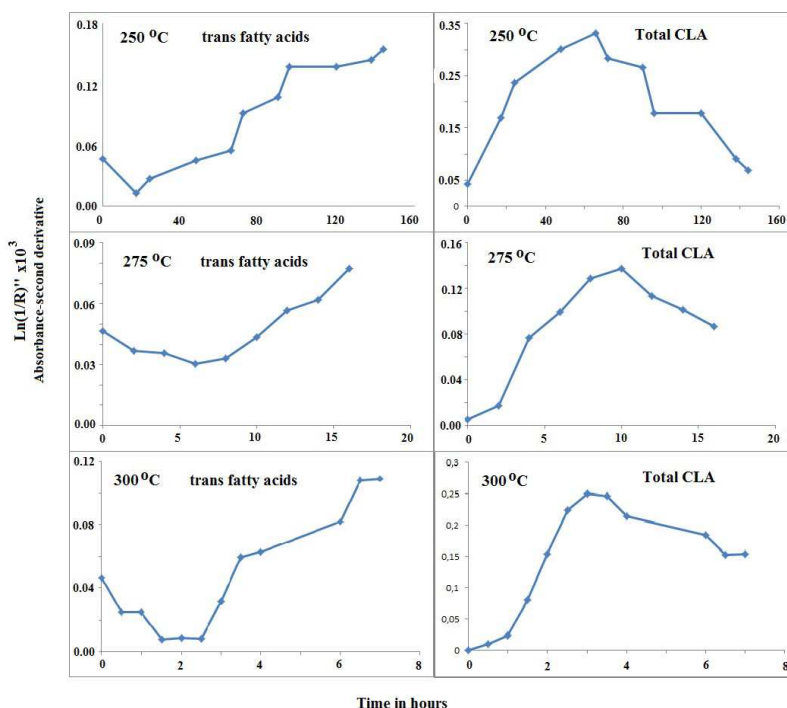 Ln(1/R)'' x10³
Absorbance-second derivative
250 ⁰C trans fatty acids
0.18
0.12
0.06
0.00
0 40 80 120 160
250 ⁰C Total CLA
0.35
0.25
0.15
0.05
0
0 40 80 120 160
275 ⁰C trans fatty acids
0.09
0.06
0.03
0.00
0 5 10 15 20
275 ⁰C Total CLA
0.16
0.12
0.08
0.04
0.00
0 5 10 15 20
300 ⁰C trans fatty acids
0.12
0.08
0.04
0.00
0 2 4 6 8
300 ⁰C Total CLA
0,3
0,25
0,2
0,15
0,1
0,05
0
0 2 4 6 8
Time in hours